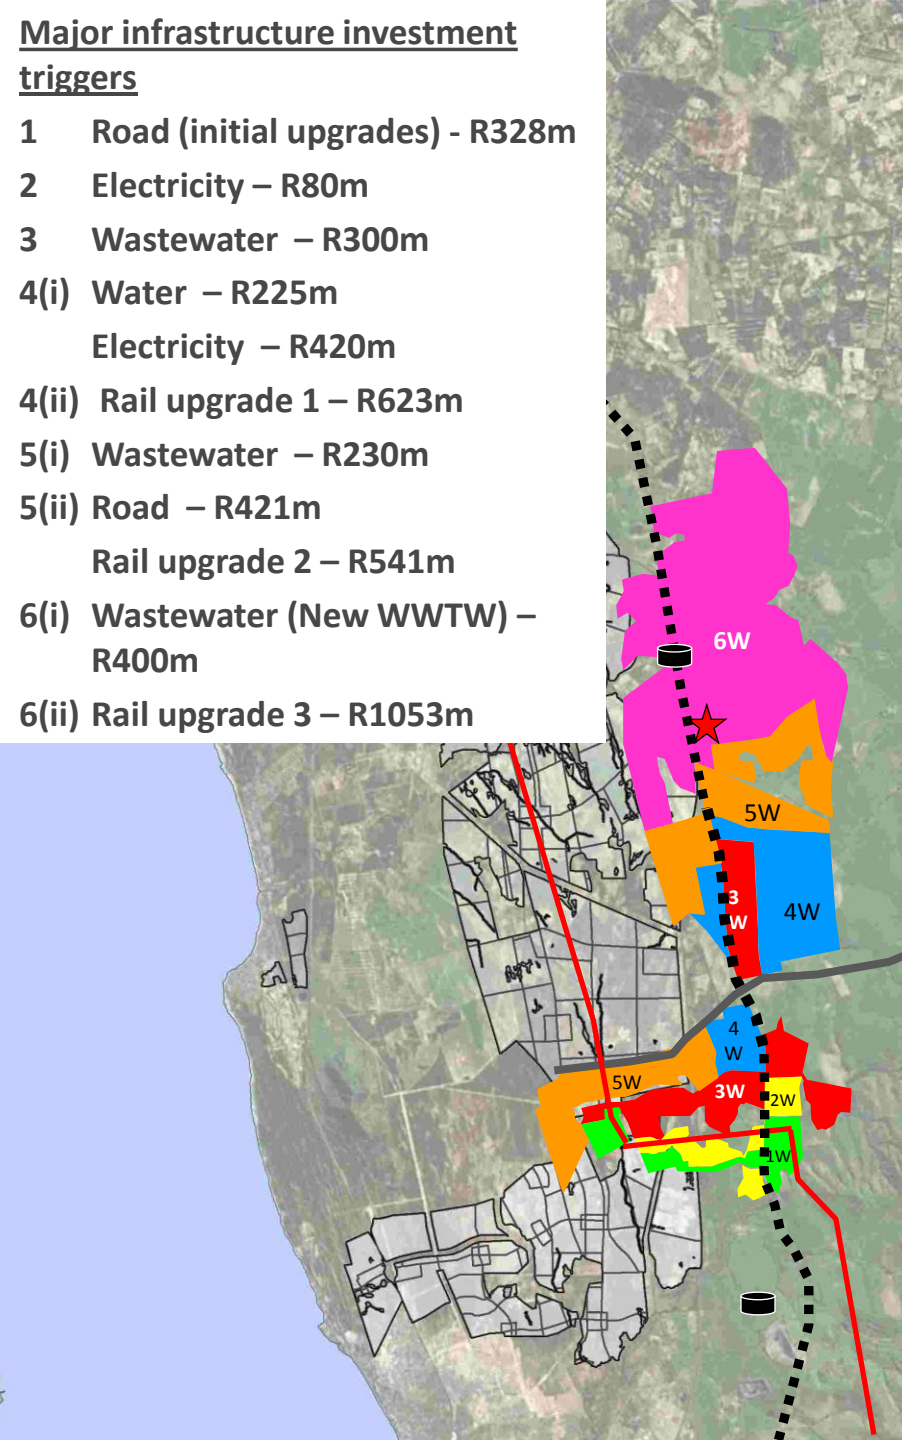 Major infrastructure investment
triggers
1 Road (initial upgrades) - R328m
2 Electricity – R80m
3 Wastewater – R300m
4(i) Water – R225m
Electricity – R420m
4(ii) Rail upgrade 1 – R623m
5(i) Wastewater – R230m
5(ii) Road – R421m
Rail upgrade 2 – R541m
6(i) Wastewater (New WWTW) –
R400m
6(ii) Rail upgrade 3 – R1053m
6W
5W
3
W
4W
4
W
5W
3W
2W
1W